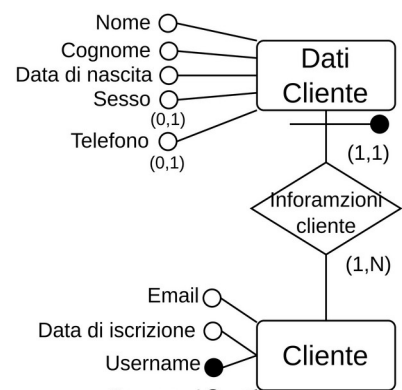 Nome
Cognome
Data di nascita
Sesso
(0,1)
Telefono
(0,1)
Dati
Cliente
(1,1)
Inforamzioni
cliente
(1,N)
Email
Data di iscrizione
Username
Cliente